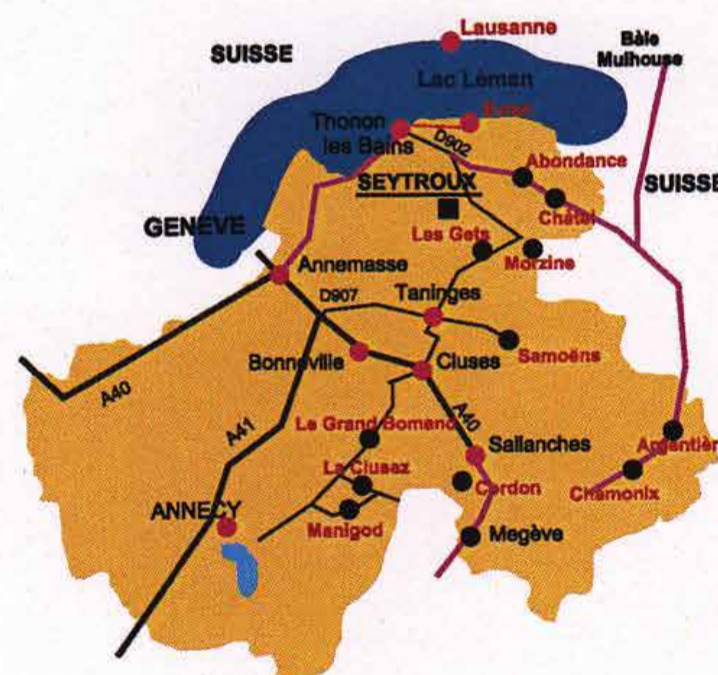 Lausanne
SUISSE
Bâle
Mulhouse
Lac Léman
Evian
Thonon
les Bains
D902
Abondance
SEYTROUX
SUISSE
Châtel
GENEVE
Les Gets
Morzine
Annemasse
D907
Taninges
Samoëns
Bonneville
Cluses
A40
A41
Le Grand Bornand
A40
Sallanches
Argentièr
La Clusaz
Cordon
Chamonix
ANNECY
Manigod
Megève